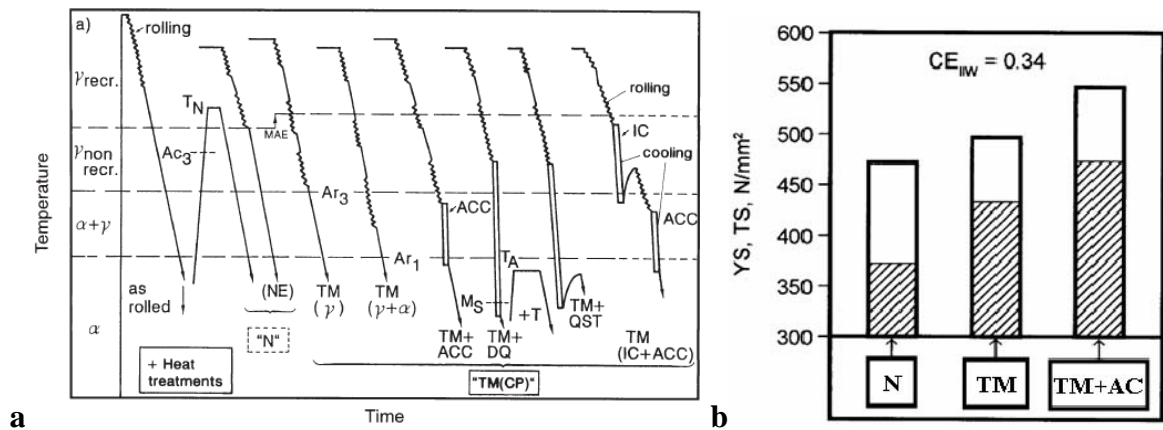 a)
rolling
γrecr.
TN
MAE
γnon recr.
Ac3
Ar3
α+γ
ACC
Ar1
TA
MS
+T
α
as rolled
(NE)
"N"
TM (γ)
TM (γ+α)
TM+ ACC
TM+ DQ
TM+ QST
rolling
IC
cooling
ACC
TM (IC+ACC)
+ Heat treatments
"TM(CP)"
Temperature
Time
a
CEIIW = 0.34
YS, TS, N/mm²
600
550
500
450
400
350
300
N
TM
TM+AC
b